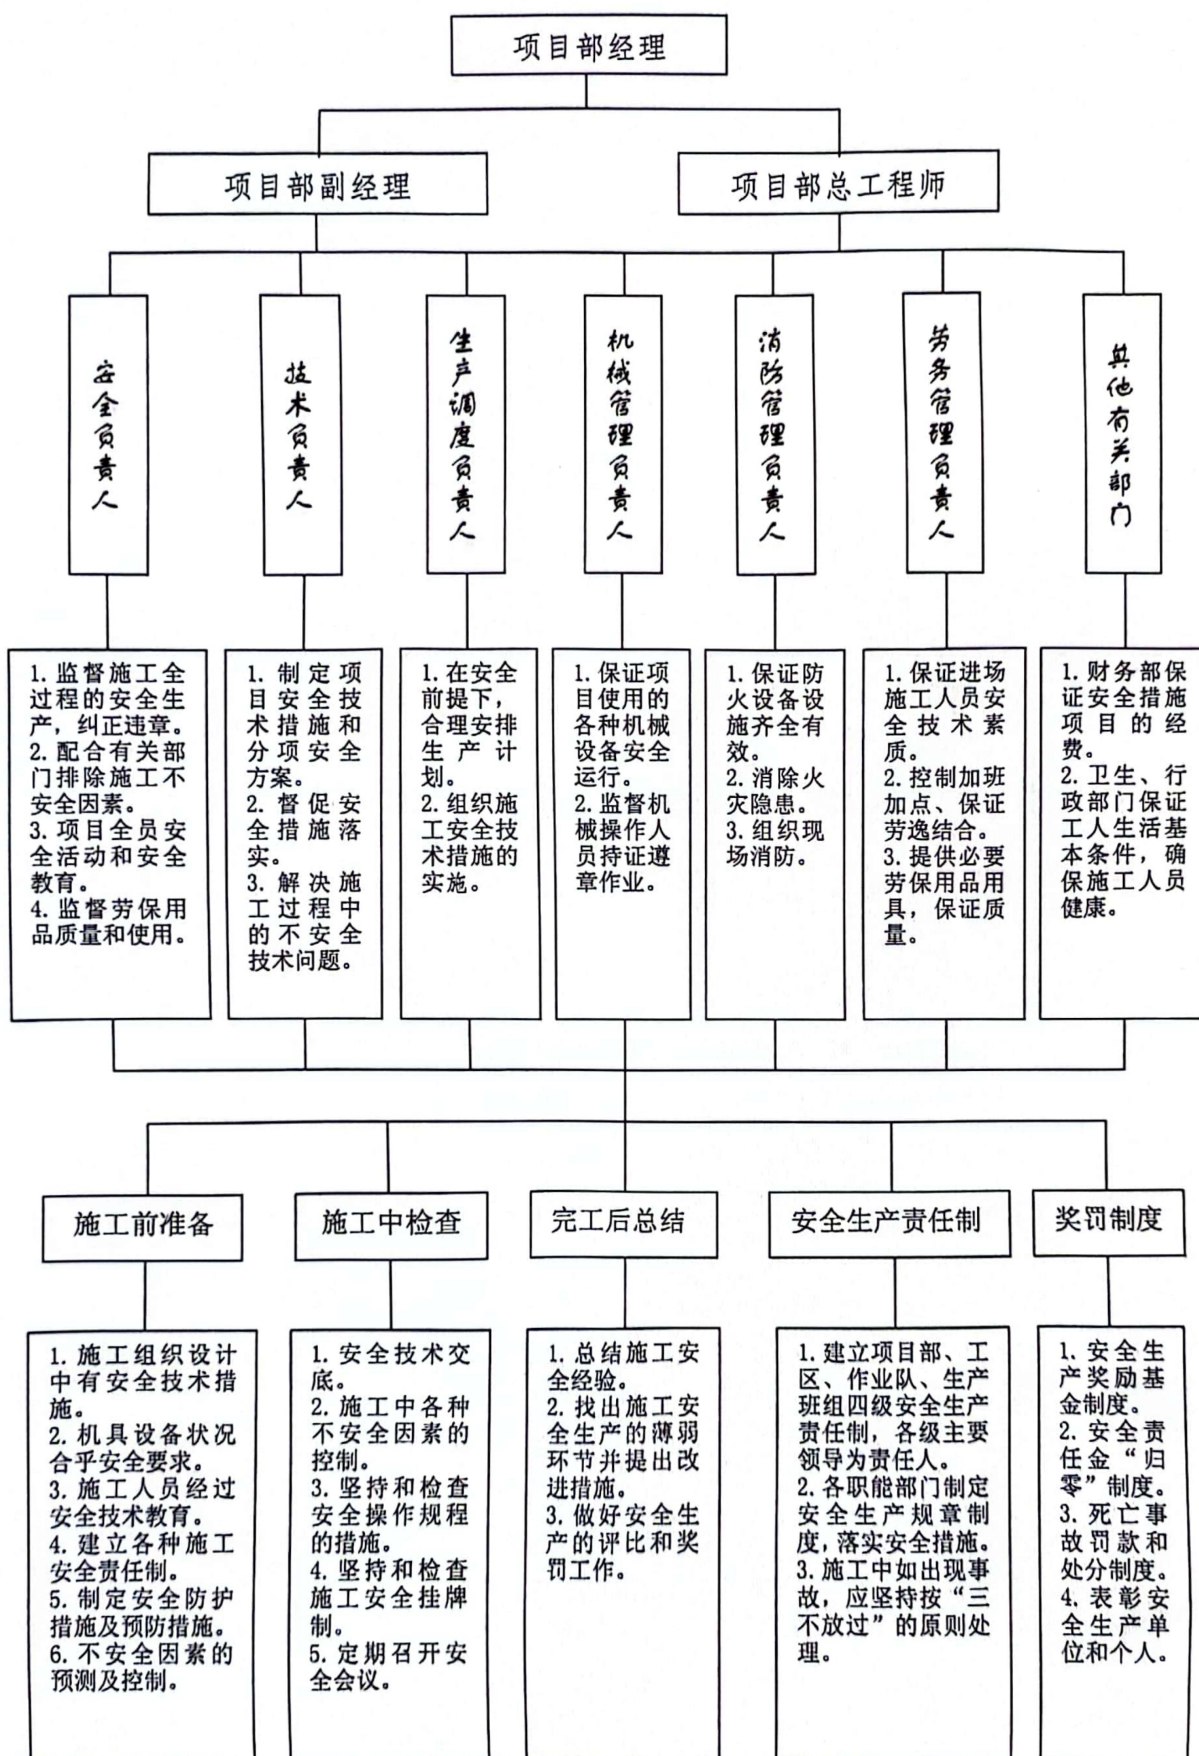 项目部经理
项目部副经理
项目部总工程师
安全负责人
技术负责人
生产调度负责人
机械管理负责人
消防管理负责人
劳务管理负责人
其他有关部门
1. 监督施工全
过程的安全生
产，纠正违章。
2. 配合有关部
门排除施工不
安全因素。
3. 项目全员安
全活动和安全
教育。
4. 监督劳保用
品质量和使用。
1. 制定项
目安全技
术措施和
分项安全
方案。
2. 督促安
全措施落
实。
3. 解决施
工过程中
的不安全
技术问题。
1. 在安全
前提下，
合理安排
生产计
划。
2. 组织施
工安全技
术措施的
实施。
1. 保证项
目使用的
各种机械
设备安全
运行。
2. 监督机
械操作人
员持证遵
章作业。
1. 保证防
火设备设
施齐全有
效。
2. 消除火
灾隐患。
3. 组织现
场消防。
1. 保证进场
施工人员安
全技术素
质。
2. 控制加班
加点、保证
劳逸结合。
3. 提供必要
劳保用品用
具，保证质
量。
1. 财务部保
证安全措施
项目的经
费。
2. 卫生、行
政部门保证
工人生活基
本条件，确
保施工人员
健康。
施工前准备
施工中检查
完工后总结
安全生产责任制
奖罚制度
1. 施工组织设计
中有安全技术措
施。
2. 机具设备状况
合乎安全要求。
3. 施工人员经过
安全技术教育。
4. 建立各种施工
安全责任制。
5. 制定安全防护
措施及预防措施。
6. 不安全因素的
预测及控制。
1. 安全技术交
底。
2. 施工中各种
不安全因素的
控制。
3. 坚持和检查
安全操作规程
的措施。
4. 坚持和检查
施工安全挂牌
制。
5. 定期召开安
全会议。
1. 总结施工安
全经验。
2. 找出施工安
全生产的薄弱
环节并提出改
进措施。
3. 做好安全生
产的评比和奖
罚工作。
1. 建立项目部、工
区、作业队、生产
班组四级安全生产
责任制，各级主要
领导为责任人。
2. 各职能部门制定
安全生产规章制
度，落实安全措施。
3. 施工中如出现事
故，应坚持按“三
不放过”的原则处
理。
1. 安全生
产奖励基
金制度。
2. 安全责
任金“归
零”制度。
3. 死亡事
故罚款和
处分制度。
4. 表彰安
全生产单
位和个人。